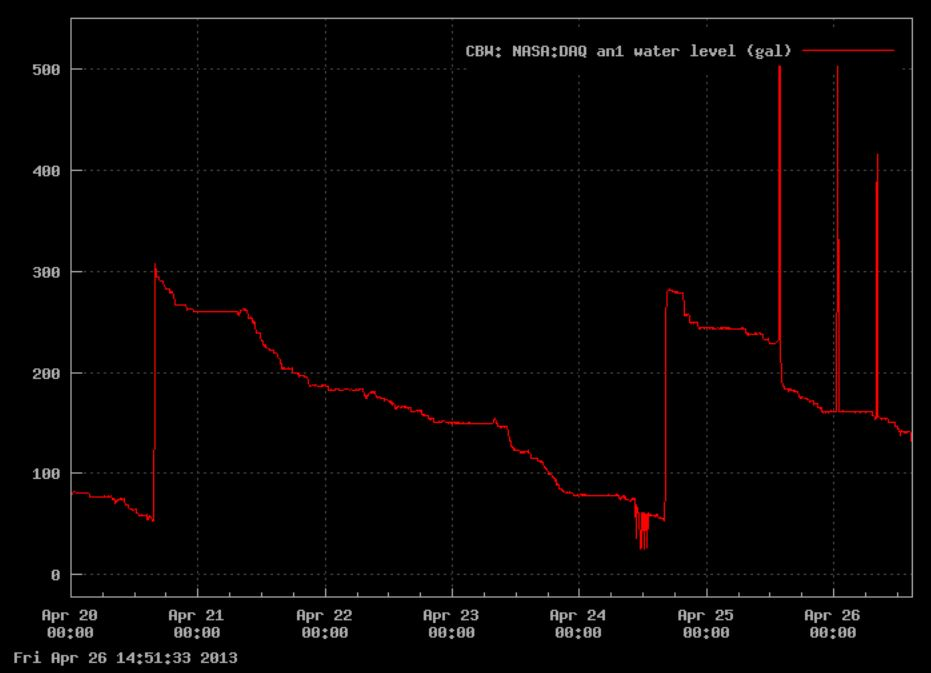 CBW: NASA:DAQ an1 water level (gal)
500
400
300
200
100
0
Apr 20 Apr 21 Apr 22 Apr 23 Apr 24 Apr 25 Apr 26
00:00 00:00 00:00 00:00 00:00 00:00 00:00
Fri Apr 26 14:51:33 2013